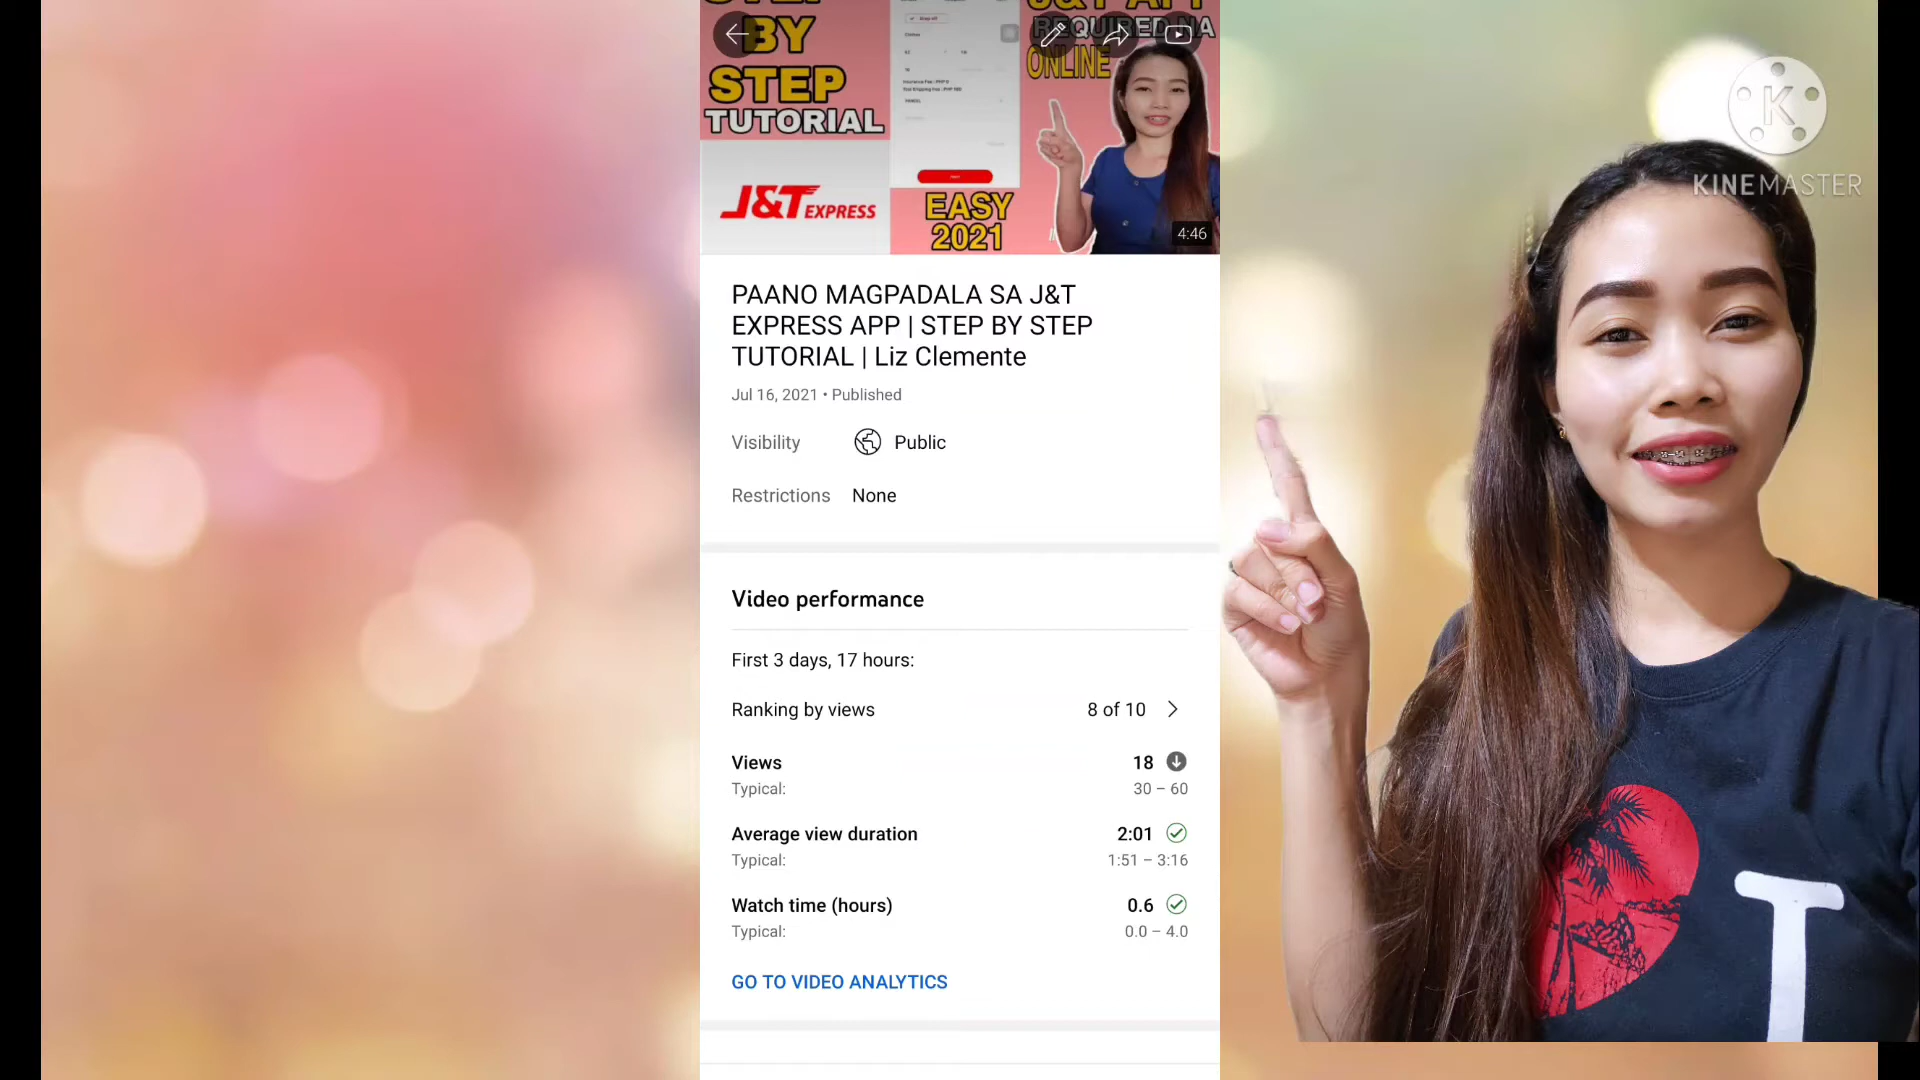 BY
STEP
TUTORIAL
J&T EXPRESS
EASY
2021
J&T APP
REQUIRED NA
ONLINE
4:46
PAANO MAGPADALA SA J&T
EXPRESS APP | STEP BY STEP
TUTORIAL | Liz Clemente
Jul 16, 2021 • Published
Visibility Public
Restrictions None
Video performance
First 3 days, 17 hours:
Ranking by views 8 of 10
Views 18
Typical: 30 – 60
Average view duration 2:01
Typical: 1:51 – 3:16
Watch time (hours) 0.6
Typical: 0.0 – 4.0
GO TO VIDEO ANALYTICS
K
KINEMASTER